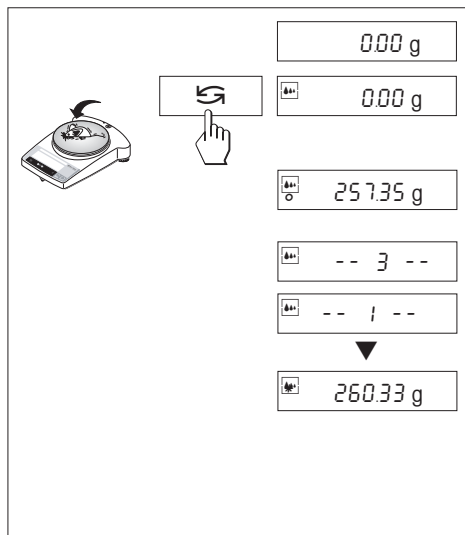 0.00 g
0.00 g
257.35 g
-- 3 --
-- 1 --
260.33 g